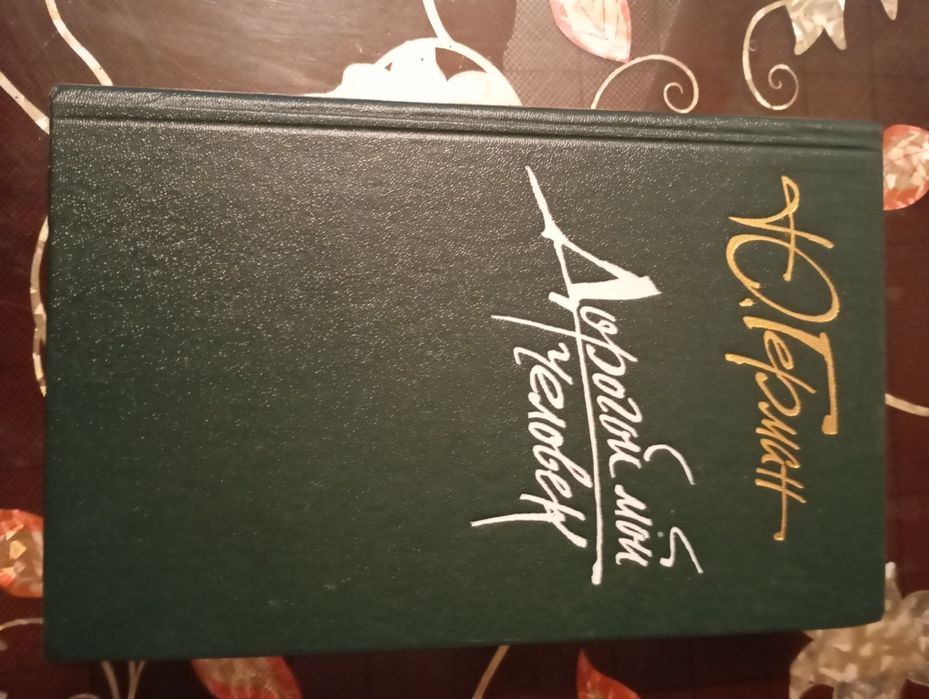 Ю. Герман
Дорогой мой
человек